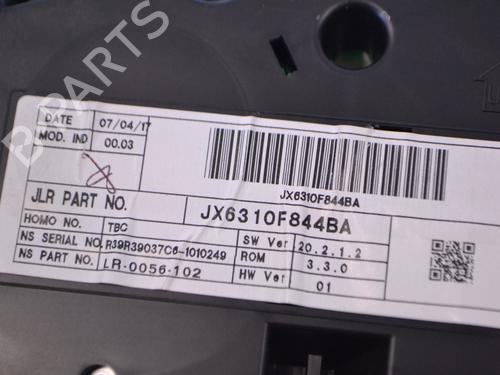 B-PARTS
DATE 07/04/17
MOD. IND 00.03
JX6310F844BA
JLR PART NO. JX6310F844BA
HOMO NO. TBC SW Ver 20.2.1.2
NS SERIAL NO. R39R39037C6-1010249 ROM 3.3.0
NS PART NO. LR-0056-102 HW Ver 01